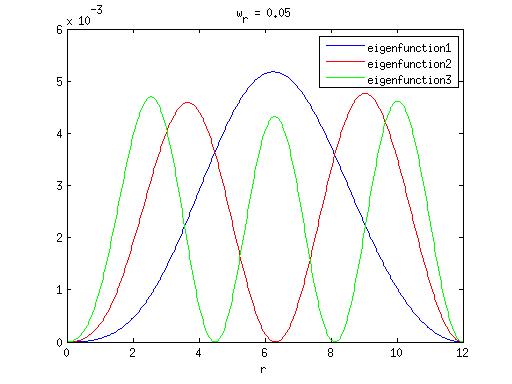 w_r = 0.05
x 10^-3
6
5
4
3
2
1
0
0 2 4 6 8 10 12
r
eigenfunction1
eigenfunction2
eigenfunction3